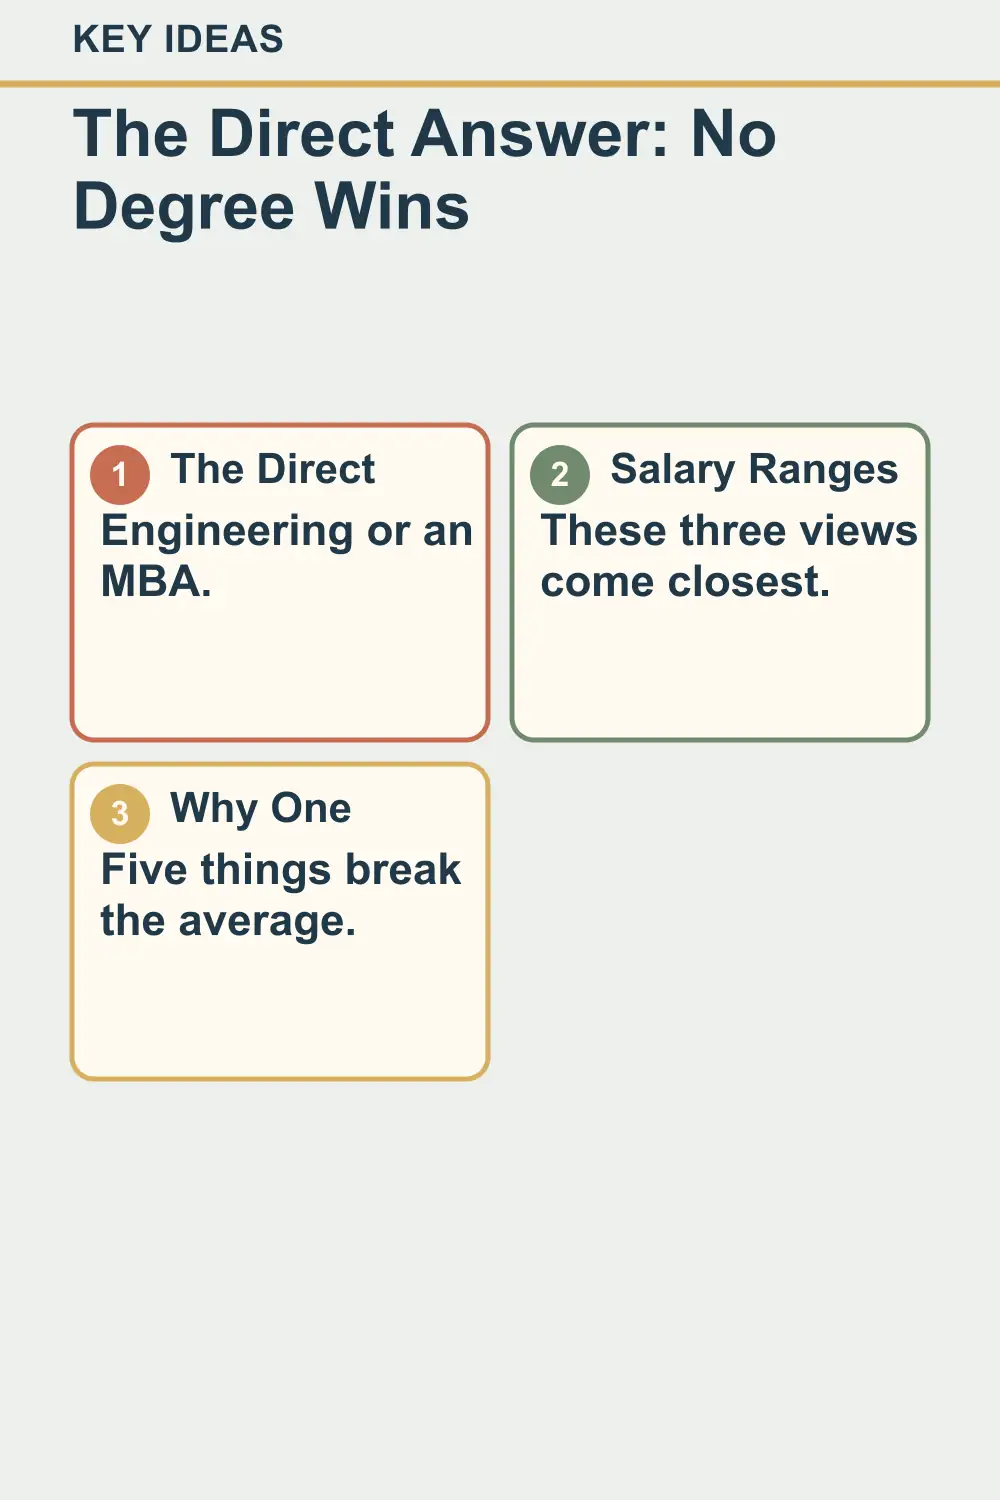 KEY IDEAS
The Direct Answer: No
Degree Wins
1 The Direct
Engineering or an
MBA.
2 Salary Ranges
These three views
come closest.
3 Why One
Five things break
the average.